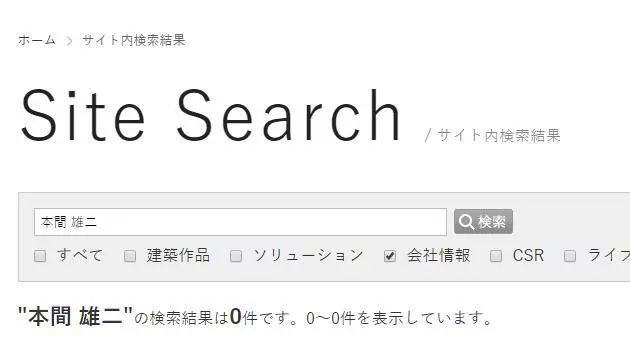 ホーム > サイト内検索結果
Site Search / サイト内検索結果
本間 雄二 検索
すべて 建築作品 ソリューション 会社情報 CSR ライフ
"本間 雄二"の検索結果は0件です。0～0件を表示しています。